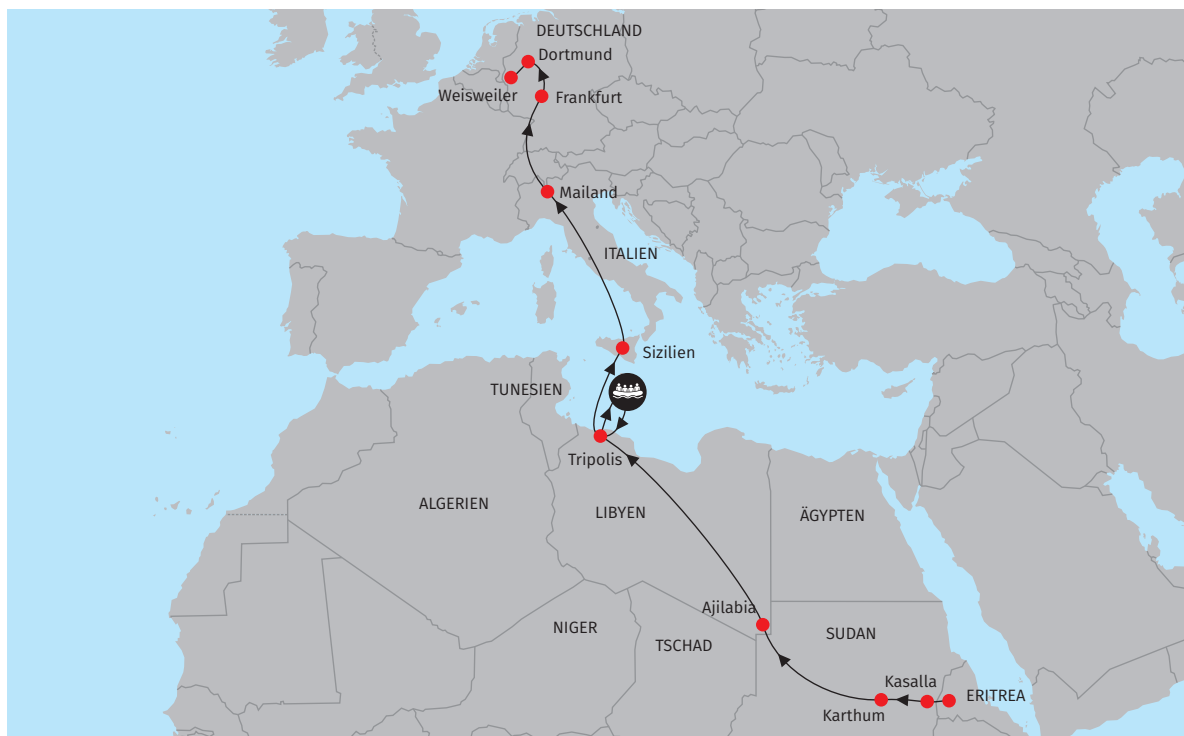 DEUTSCHLAND
Dortmund
Weisweiler
Frankfurt
Mailand
ITALIEN
Sizilien
TUNESIEN
Tripolis
ALGERIEN
LIBYEN
ÄGYPTEN
Ajilabia
NIGER
TSCHAD
SUDAN
Kasalla
ERITREA
Karthum